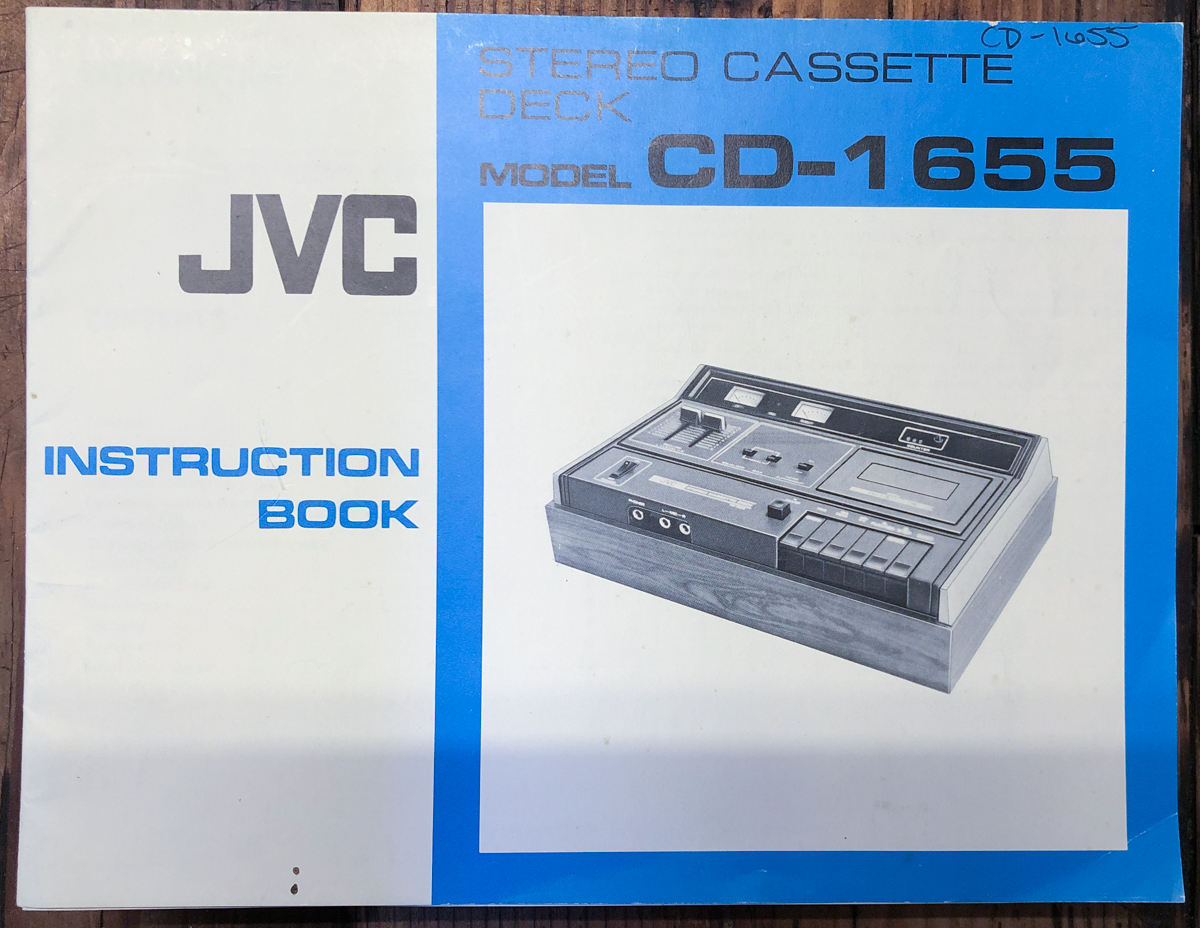 CD-1655
STEREO CASSETTE
DECK
MODEL CD-1655
JVC
INSTRUCTION
BOOK